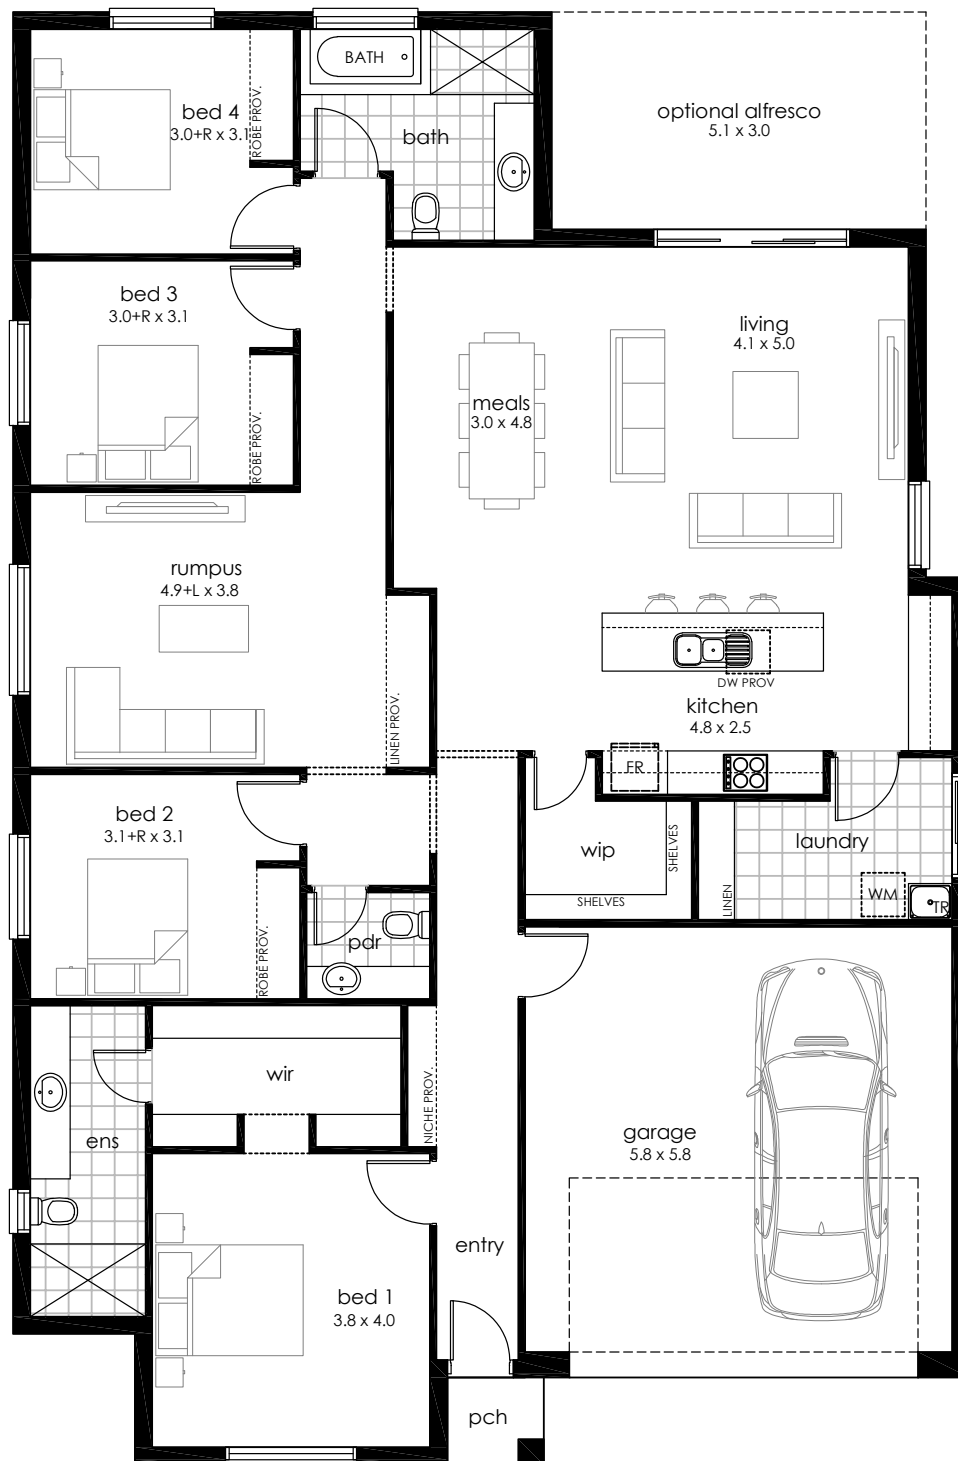 BATH
bed 4
3.0+R x 3.1
ROBE PROV.
bath
optional alfresco
5.1 x 3.0
bed 3
3.0+R x 3.1
ROBE PROV.
living
4.1 x 5.0
meals
3.0 x 4.8
rumpus
4.9+L x 3.8
LINEN PROV.
DW PROV
kitchen
4.8 x 2.5
FR
bed 2
3.1+R x 3.1
ROBE PROV.
pdr
wip
SHELVES
SHELVES
laundry
LINEN
WM
TR
wir
NICHE PROV.
ens
garage
5.8 x 5.8
entry
bed 1
3.8 x 4.0
pch